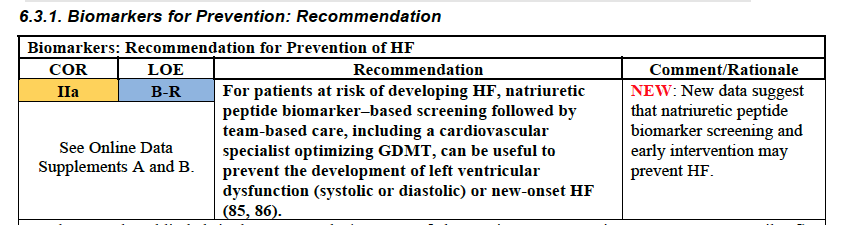 6.3.1. Biomarkers for Prevention: Recommendation
Biomarkers: Recommendation for Prevention of HF
COR LOE Recommendation Comment/Rationale
IIa B-R
See Online Data
Supplements A and B.
For patients at risk of developing HF, natriuretic
peptide biomarker–based screening followed by
team-based care, including a cardiovascular
specialist optimizing GDMT, can be useful to
prevent the development of left ventricular
dysfunction (systolic or diastolic) or new-onset HF
(85, 86).
NEW: New data suggest
that natriuretic peptide
biomarker screening and
early intervention may
prevent HF.